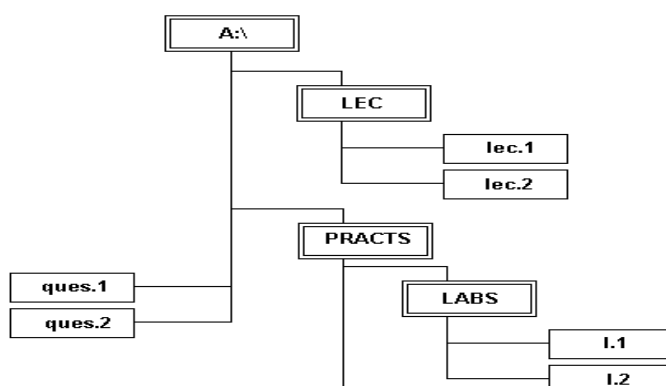 A:\
LEC
lec.1
lec.2
PRACTS
ques.1
LABS
ques.2
l.1
l.2